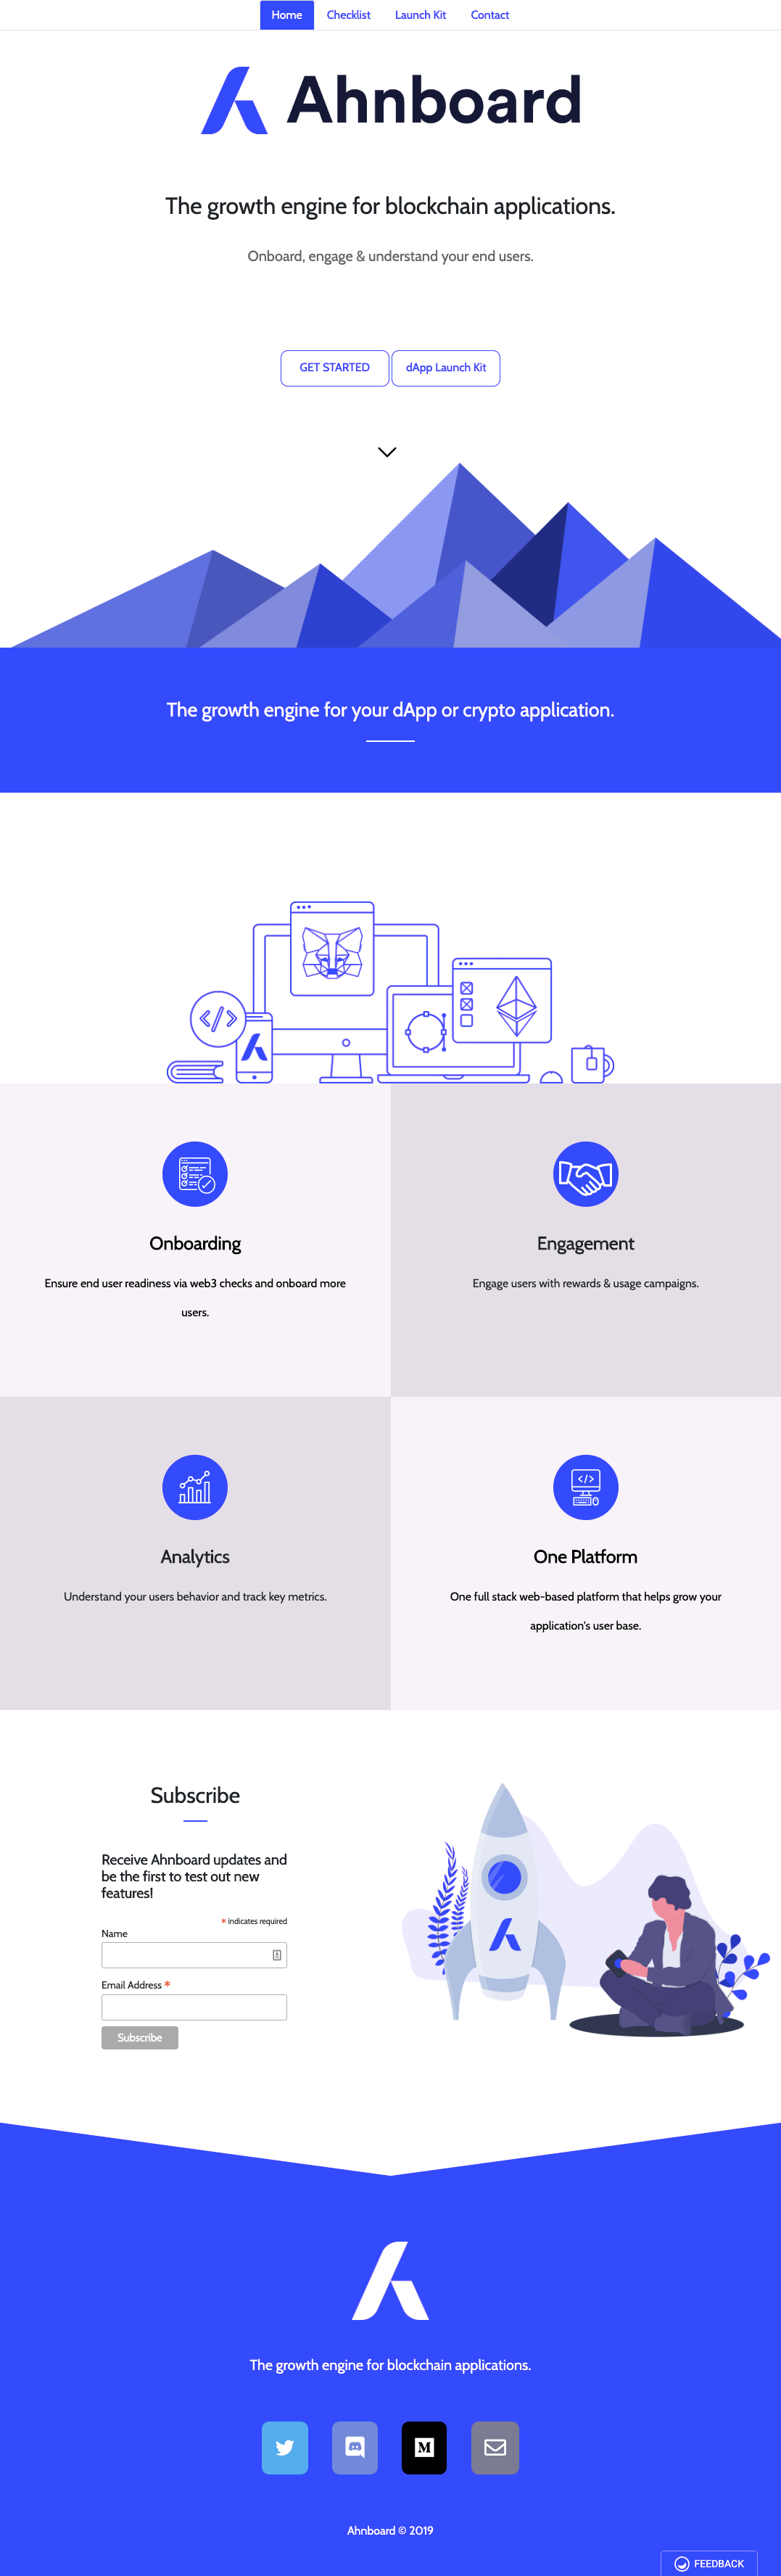 Home Checklist Launch Kit Contact
Ahnboard
The growth engine for blockchain applications.
Onboard, engage & understand your end users.
GET STARTED dApp Launch Kit
The growth engine for your dApp or crypto application.
</>
Onboarding
Ensure end user readiness via web3 checks and onboard more
users.
Engagement
Engage users with rewards & usage campaigns.
Analytics
Understand your users behavior and track key metrics.
</>
One Platform
One full stack web-based platform that helps grow your
application's user base.
Subscribe
Receive Ahnboard updates and
be the first to test out new
features!
* indicates required
Name
Email Address *
Subscribe
The growth engine for blockchain applications.
M
Ahnboard © 2019
FEEDBACK